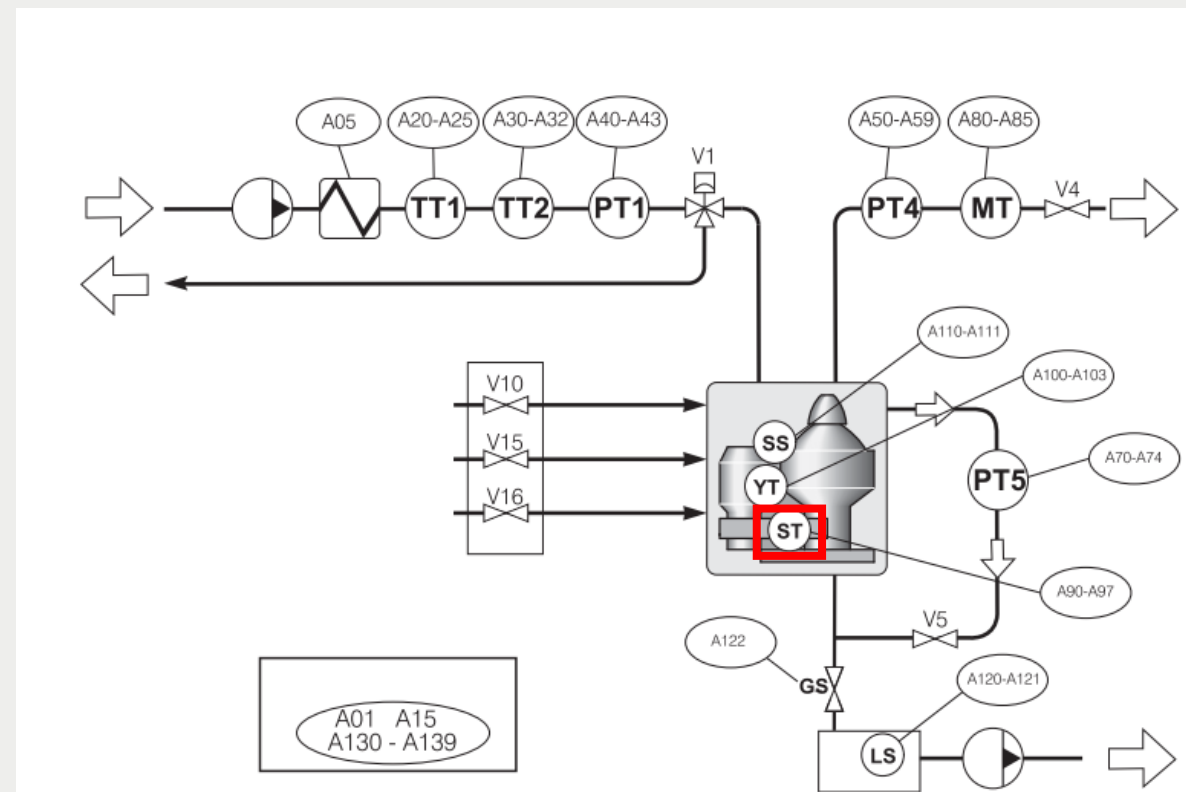 A05
A20-A25
A30-A32
A40-A43
A50-A59
A80-A85
V1
V4
TT1
TT2
PT1
PT4
MT
A110-A111
A100-A103
V10
SS
V15
A70-A74
YT
PT5
V16
ST
A90-A97
V5
A122
GS
A120-A121
A01 A15
A130 - A139
LS